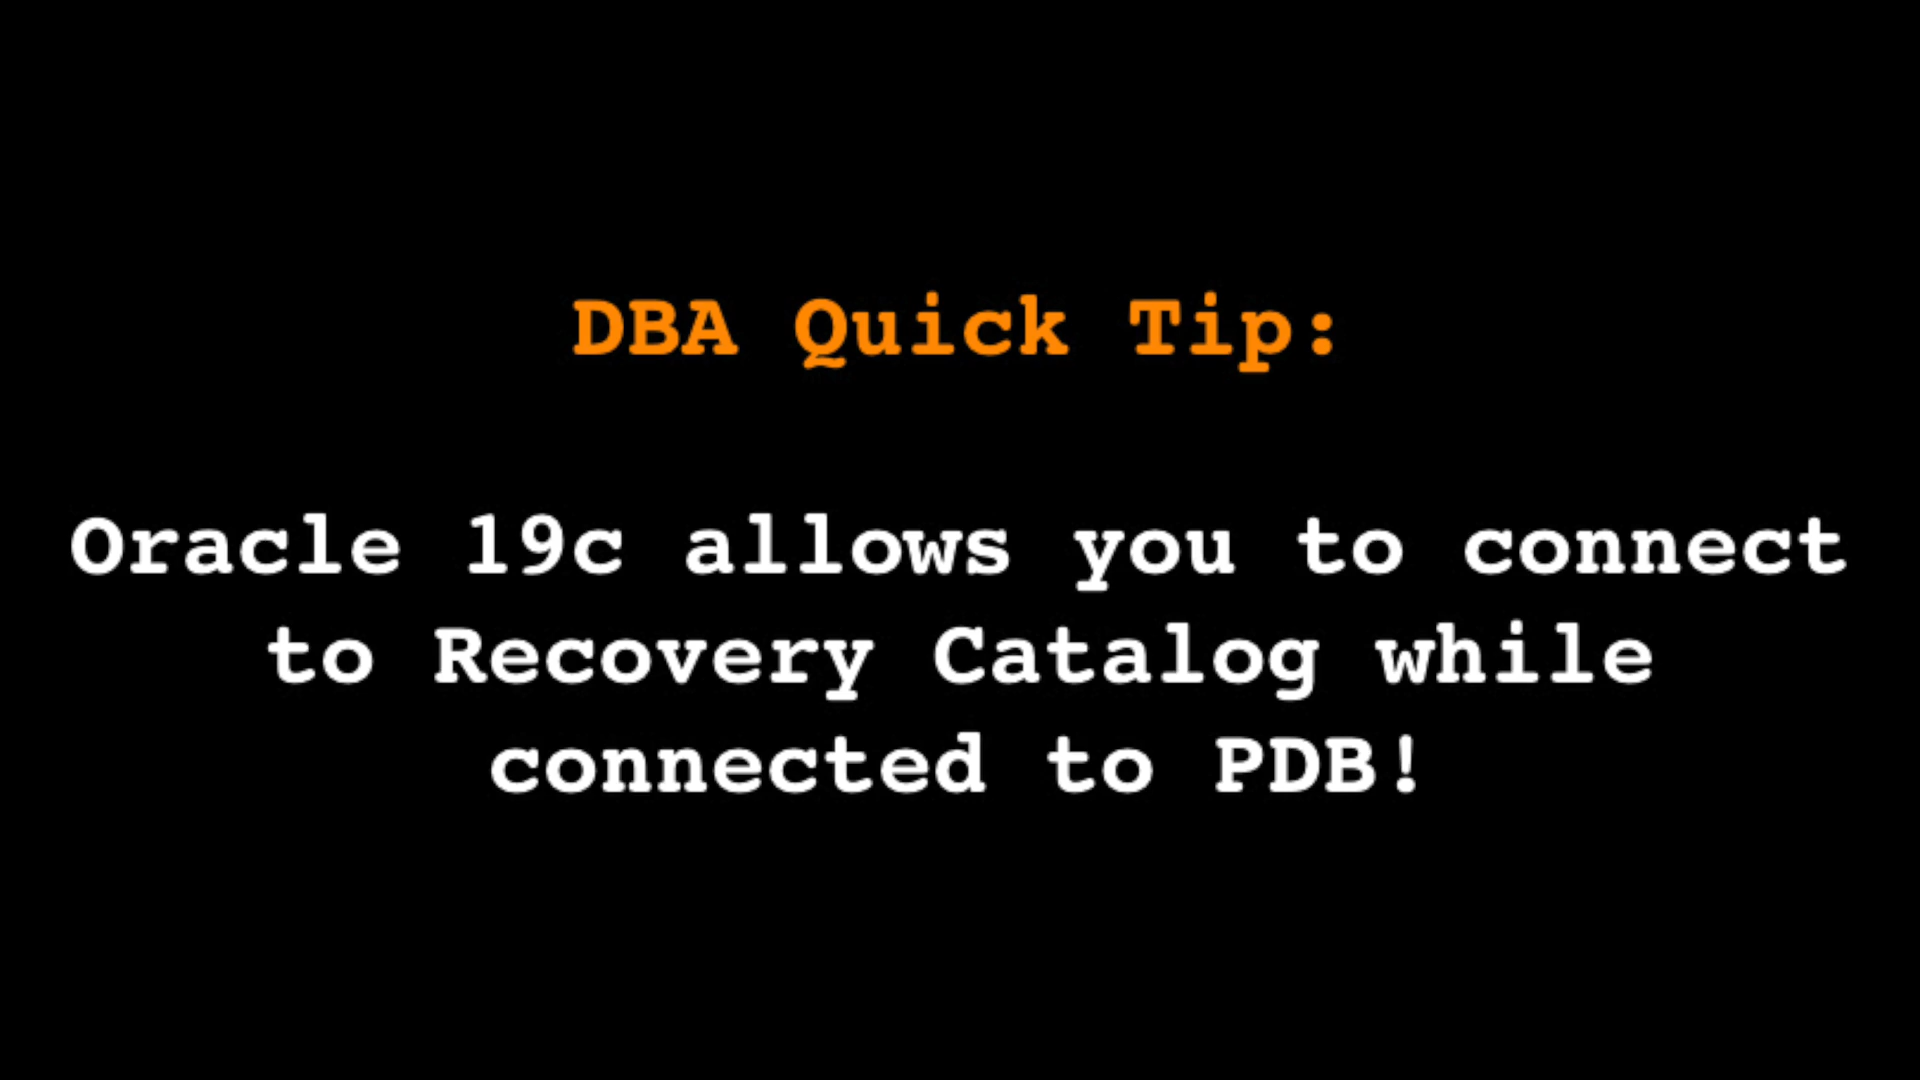 DBA Quick Tip:
Oracle 19c allows you to connect
to Recovery Catalog while
connected to PDB!